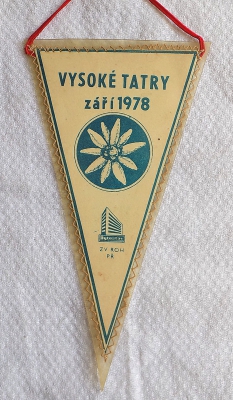 VYSOKÉ TATRY
září 1978
ZV ROH
PŘ